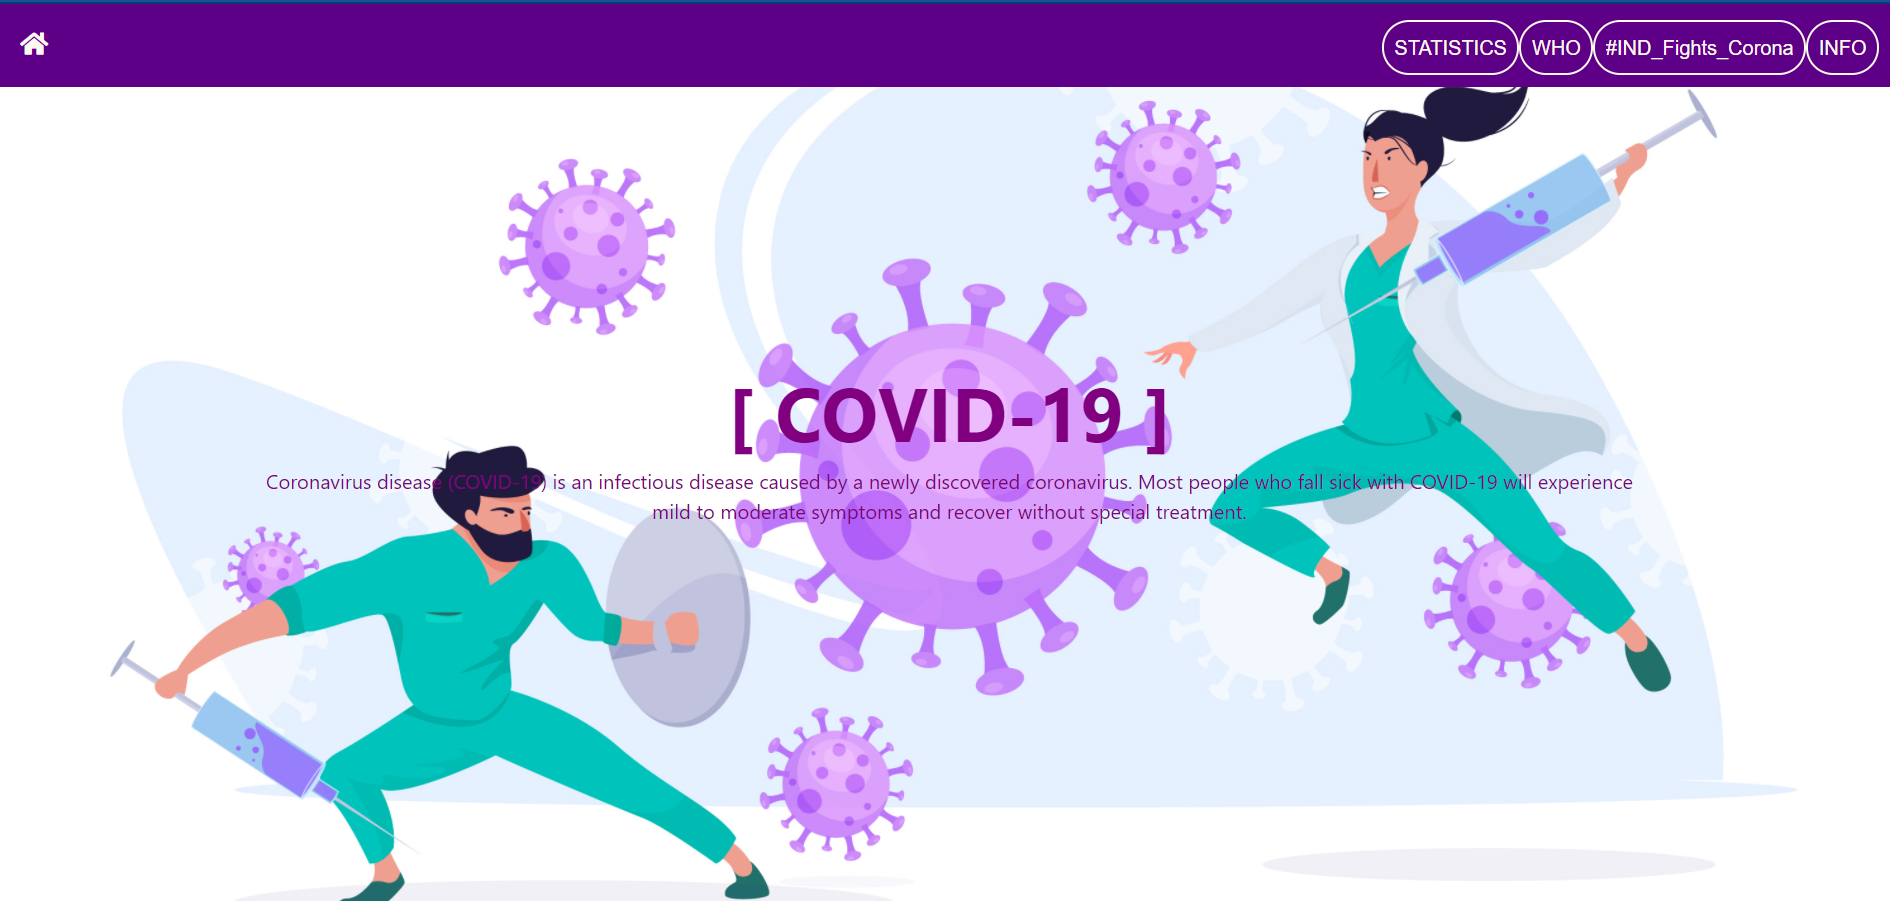 STATISTICS WHO #IND_Fights_Corona INFO
[ COVID-19 ]
Coronavirus disease (COVID-19) is an infectious disease caused by a newly discovered coronavirus. Most people who fall sick with COVID-19 will experience
mild to moderate symptoms and recover without special treatment.